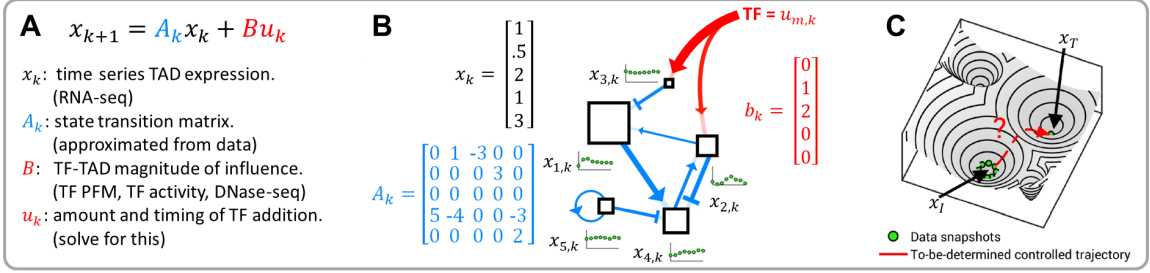 A
x_{k+1} = A_k x_k + B u_k
x_k: time series TAD expression.
(RNA-seq)
A_k: state transition matrix.
(approximated from data)
B: TF-TAD magnitude of influence.
(TF PFM, TF activity, DNase-seq)
u_k: amount and timing of TF addition.
(solve for this)
B
x_k =
1
.5
2
1
3
A_k =
0 1 -3 0 0
0 0 0 3 0
0 0 0 0 0
5 -4 0 0 -3
0 0 0 0 2
TF = u_{m,k}
x_{3,k}
x_{1,k}
x_{2,k}
x_{5,k}
x_{4,k}
b_k =
0
1
2
0
0
C
x_T
?
x_I
Data snapshots
To-be-determined controlled trajectory